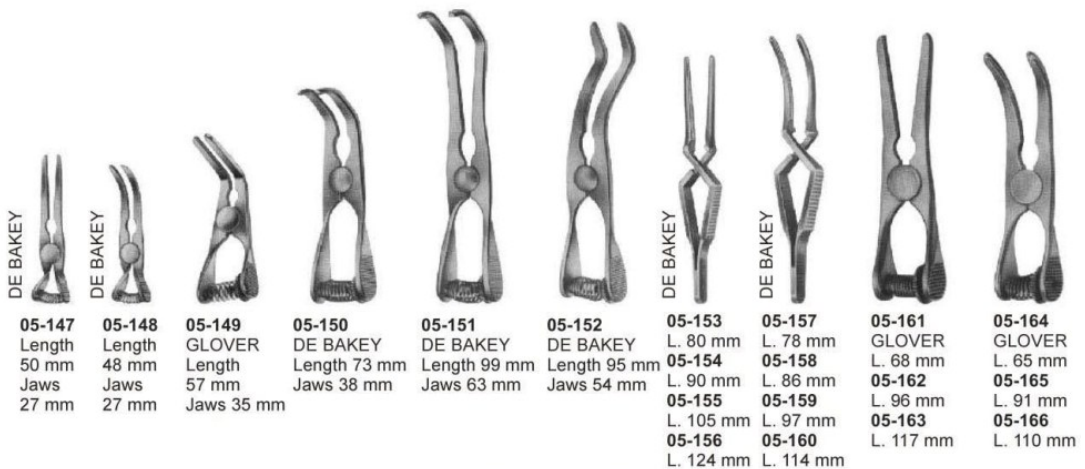 DE BAKEY
05-147
Length
50 mm
Jaws
27 mm
DE BAKEY
05-148
Length
48 mm
Jaws
27 mm
05-149
GLOVER
Length
57 mm
Jaws 35 mm
05-150
DE BAKEY
Length 73 mm
Jaws 38 mm
05-151
DE BAKEY
Length 99 mm
Jaws 63 mm
05-152
DE BAKEY
Length 95 mm
Jaws 54 mm
DE BAKEY
05-153
L. 80 mm
05-154
L. 90 mm
05-155
L. 105 mm
05-156
L. 124 mm
DE BAKEY
05-157
L. 78 mm
05-158
L. 86 mm
05-159
L. 97 mm
05-160
L. 114 mm
05-161
GLOVER
L. 68 mm
05-162
L. 96 mm
05-163
L. 117 mm
05-164
GLOVER
L. 65 mm
05-165
L. 91 mm
05-166
L. 110 mm